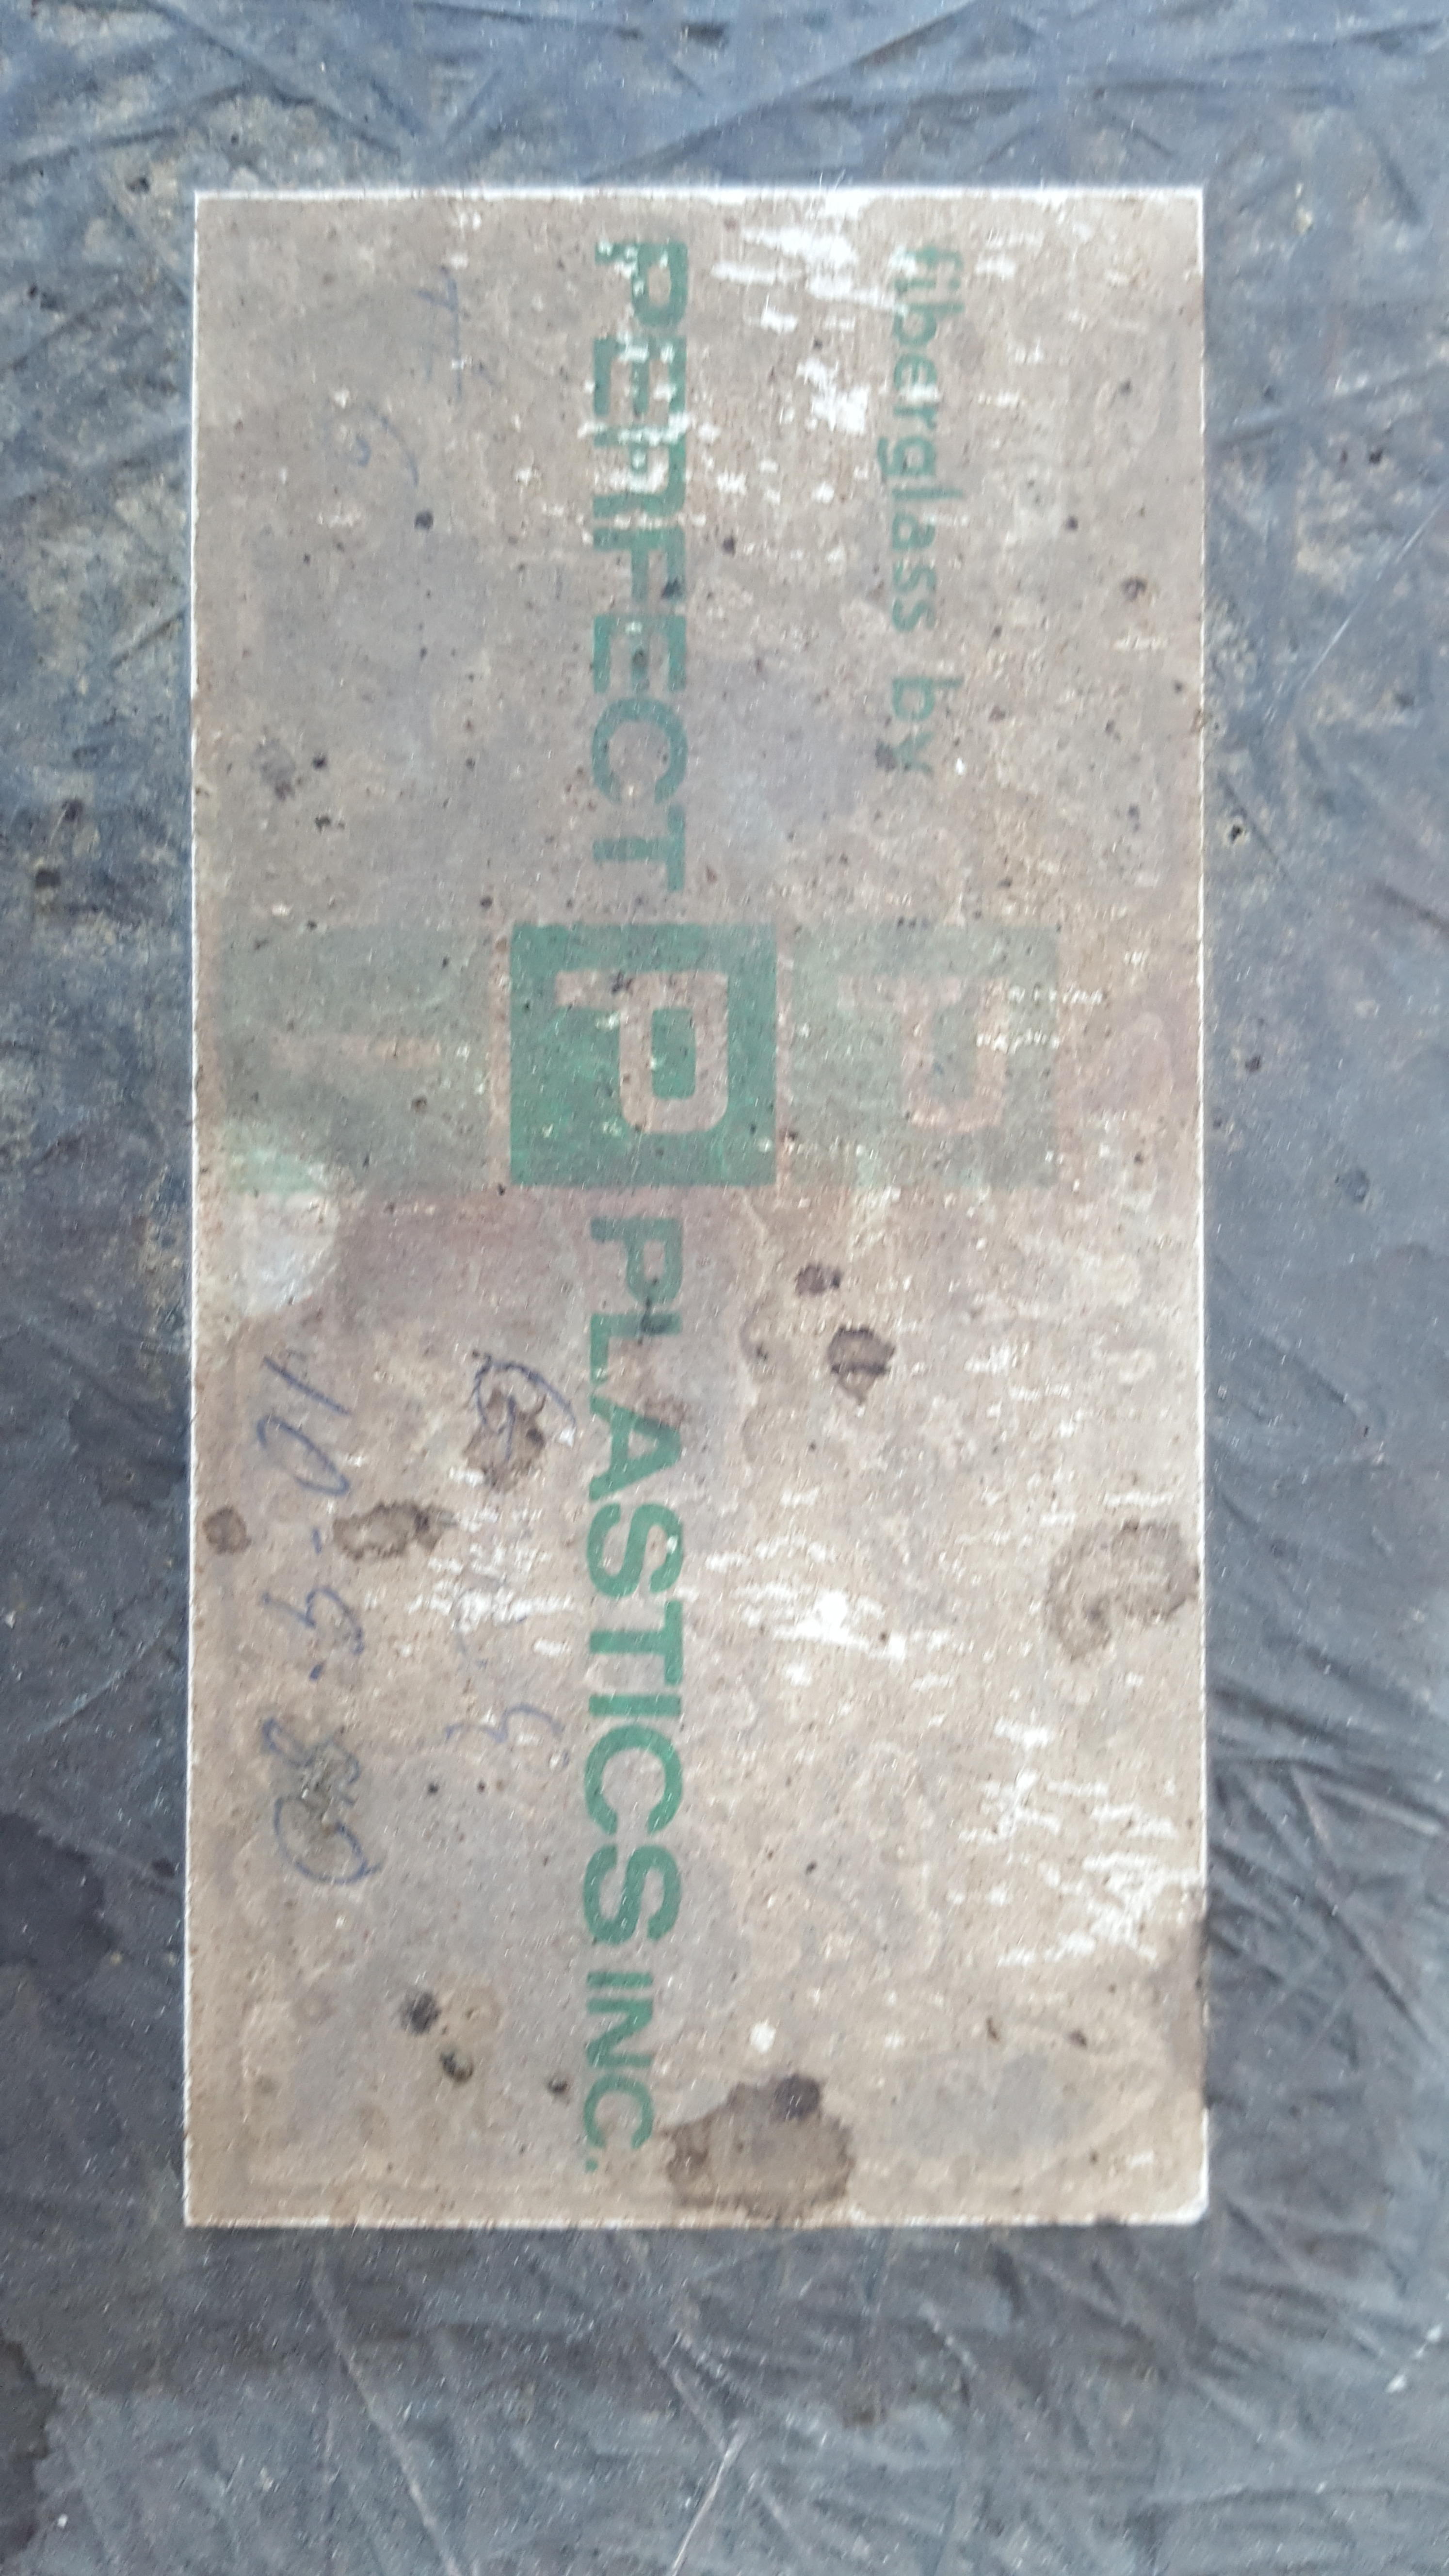 fiberglass by
P
PERFECT P PLASTICS INC.
I